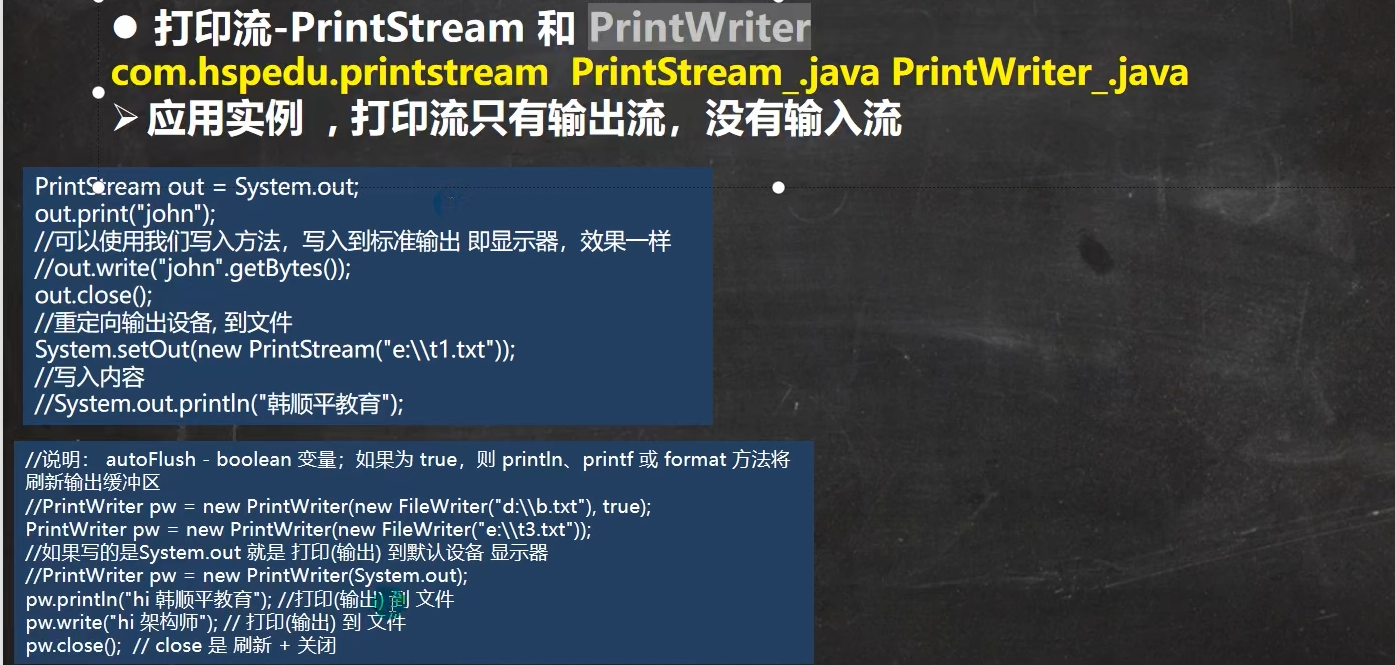 ● 打印流-PrintStream 和 PrintWriter
com.hspedu.printstream  PrintStream_.java PrintWriter_.java
➢ 应用实例 , 打印流只有输出流，没有输入流
PrintStream out = System.out;
out.print("john");
//可以使用我们写入方法，写入到标准输出 即显示器，效果一样
//out.write("john".getBytes());
out.close();
//重定向输出设备, 到文件
System.setOut(new PrintStream("e:\\t1.txt"));
//写入内容
//System.out.println("韩顺平教育");
//说明： autoFlush - boolean 变量；如果为 true，则 println、printf 或 format 方法将
刷新输出缓冲区
//PrintWriter pw = new PrintWriter(new FileWriter("d:\\b.txt"), true);
PrintWriter pw = new PrintWriter(new FileWriter("e:\\t3.txt"));
//如果写的是System.out 就是 打印(输出) 到默认设备 显示器
//PrintWriter pw = new PrintWriter(System.out);
pw.println("hi 韩顺平教育"); //打印(输出) 到 文件
pw.write("hi 架构师"); // 打印(输出) 到 文件
pw.close();  // close 是 刷新 + 关闭